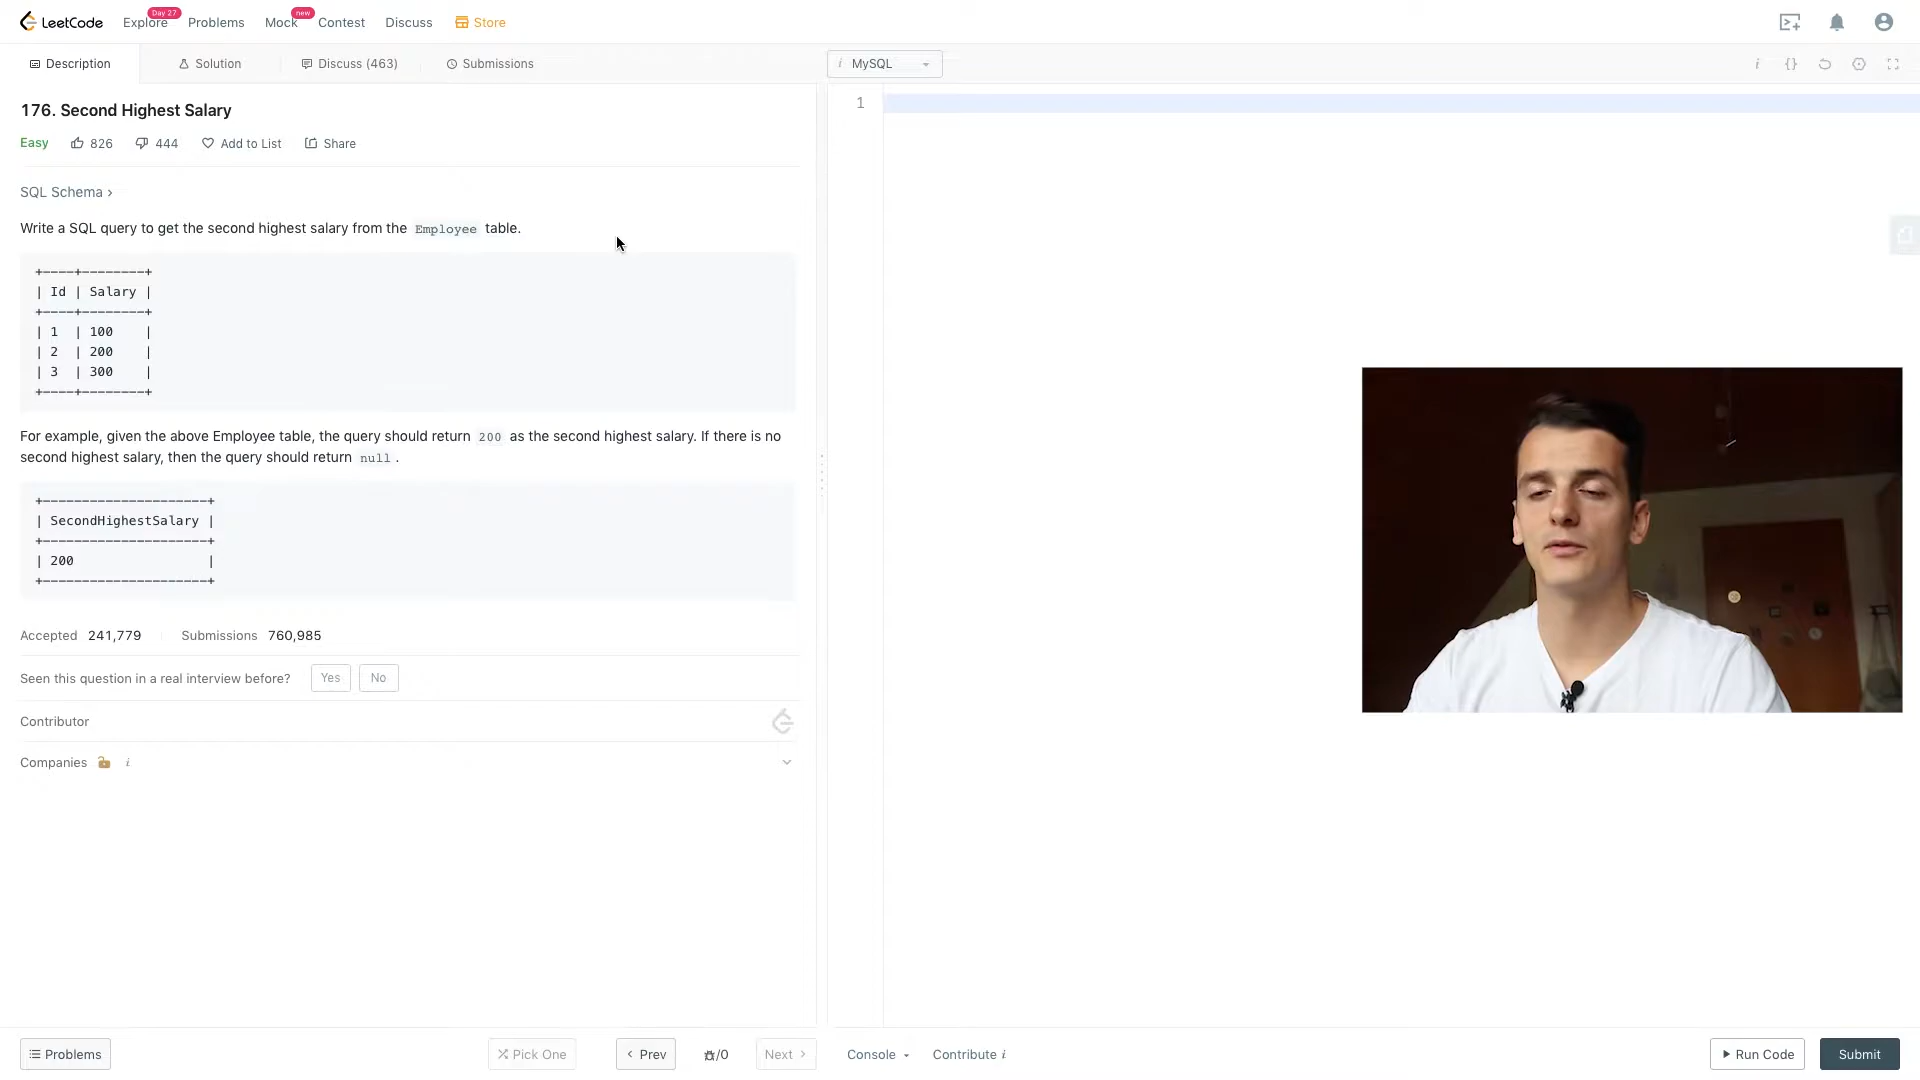 LeetCode Explore Day 27 Problems Mock new Contest Discuss Store
Description Solution Discuss (463) Submissions
i MySQL i {}
176. Second Highest Salary
Easy 826 444 Add to List Share
SQL Schema ›
Write a SQL query to get the second highest salary from the Employee table.
+----+--------+
| Id | Salary |
+----+--------+
| 1  | 100    |
| 2  | 200    |
| 3  | 300    |
+----+--------+
For example, given the above Employee table, the query should return 200 as the second highest salary. If there is no
second highest salary, then the query should return null.
+---------------------+
| SecondHighestSalary |
+---------------------+
| 200                 |
+---------------------+
Accepted 241,779 Submissions 760,985
Seen this question in a real interview before? Yes No
Contributor
Companies i
1
Problems Pick One ‹ Prev /0 Next › Console Contribute i Run Code Submit